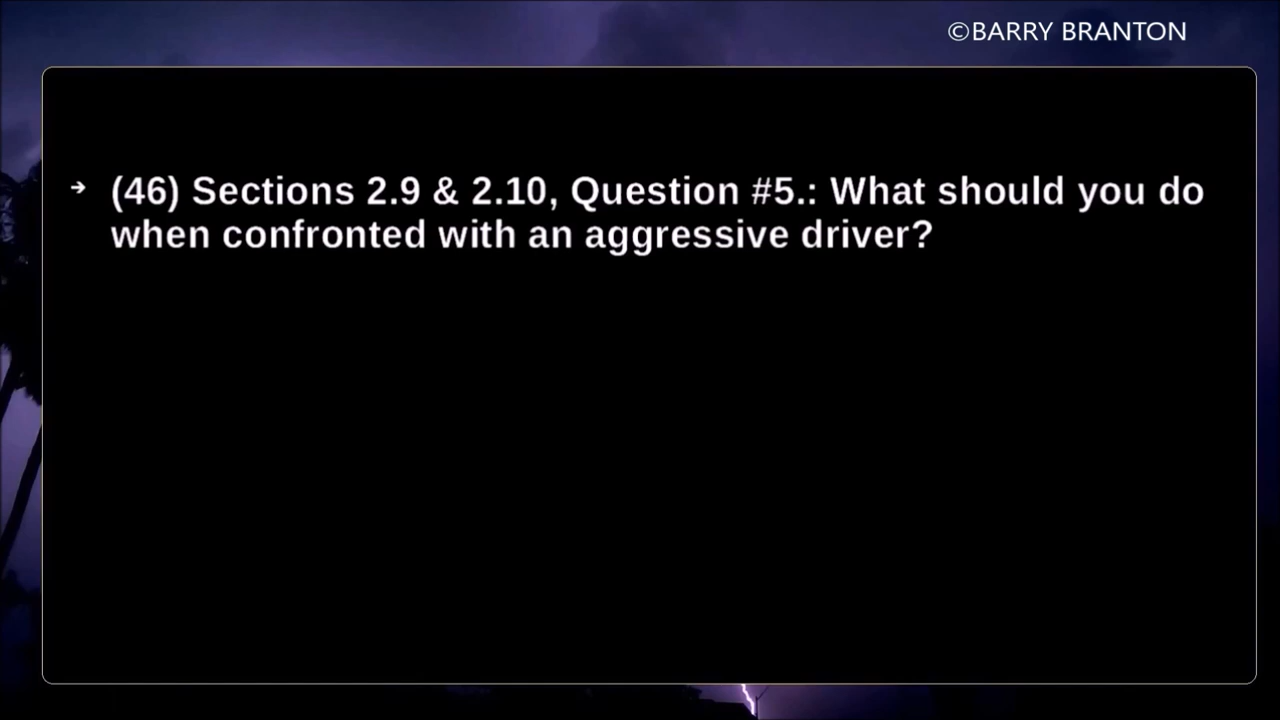 ©BARRY BRANTON
➔ (46) Sections 2.9 & 2.10, Question #5.: What should you do
when confronted with an aggressive driver?